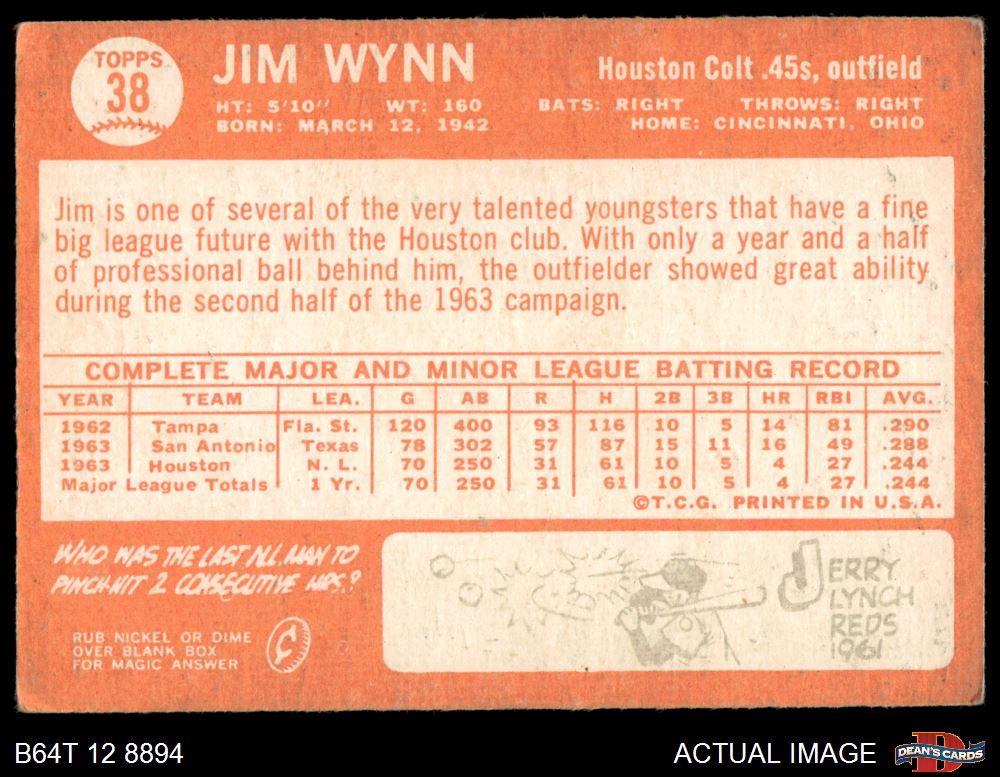 TOPPS
38
JIM WYNN
Houston Colt .45s, outfield
HT: 5'10" WT: 160 BATS: RIGHT THROWS: RIGHT
BORN: MARCH 12, 1942 HOME: CINCINNATI, OHIO
Jim is one of several of the very talented youngsters that have a fine
big league future with the Houston club. With only a year and a half
of professional ball behind him, the outfielder showed great ability
during the second half of the 1963 campaign.
COMPLETE MAJOR AND MINOR LEAGUE BATTING RECORD
YEAR TEAM LEA. G AB R H 2B 3B HR RBI AVG.
1962 Tampa Fla. St. 120 400 93 116 10 5 14 81 .290
1963 San Antonio Texas 78 302 57 87 15 11 16 49 .288
1963 Houston N. L. 70 250 31 61 10 5 4 27 .244
Major League Totals 1 Yr. 70 250 31 61 10 5 4 27 .244
©T.C.G. PRINTED IN U.S.A.
WHO WAS THE LAST N.L. MAN TO
PINCH-HIT 2 CONSECUTIVE HRS.?
RUB NICKEL OR DIME
OVER BLANK BOX
FOR MAGIC ANSWER
JERRY
LYNCH
REDS
1961
B64T 12 8894
ACTUAL IMAGE
DEAN'S CARDS